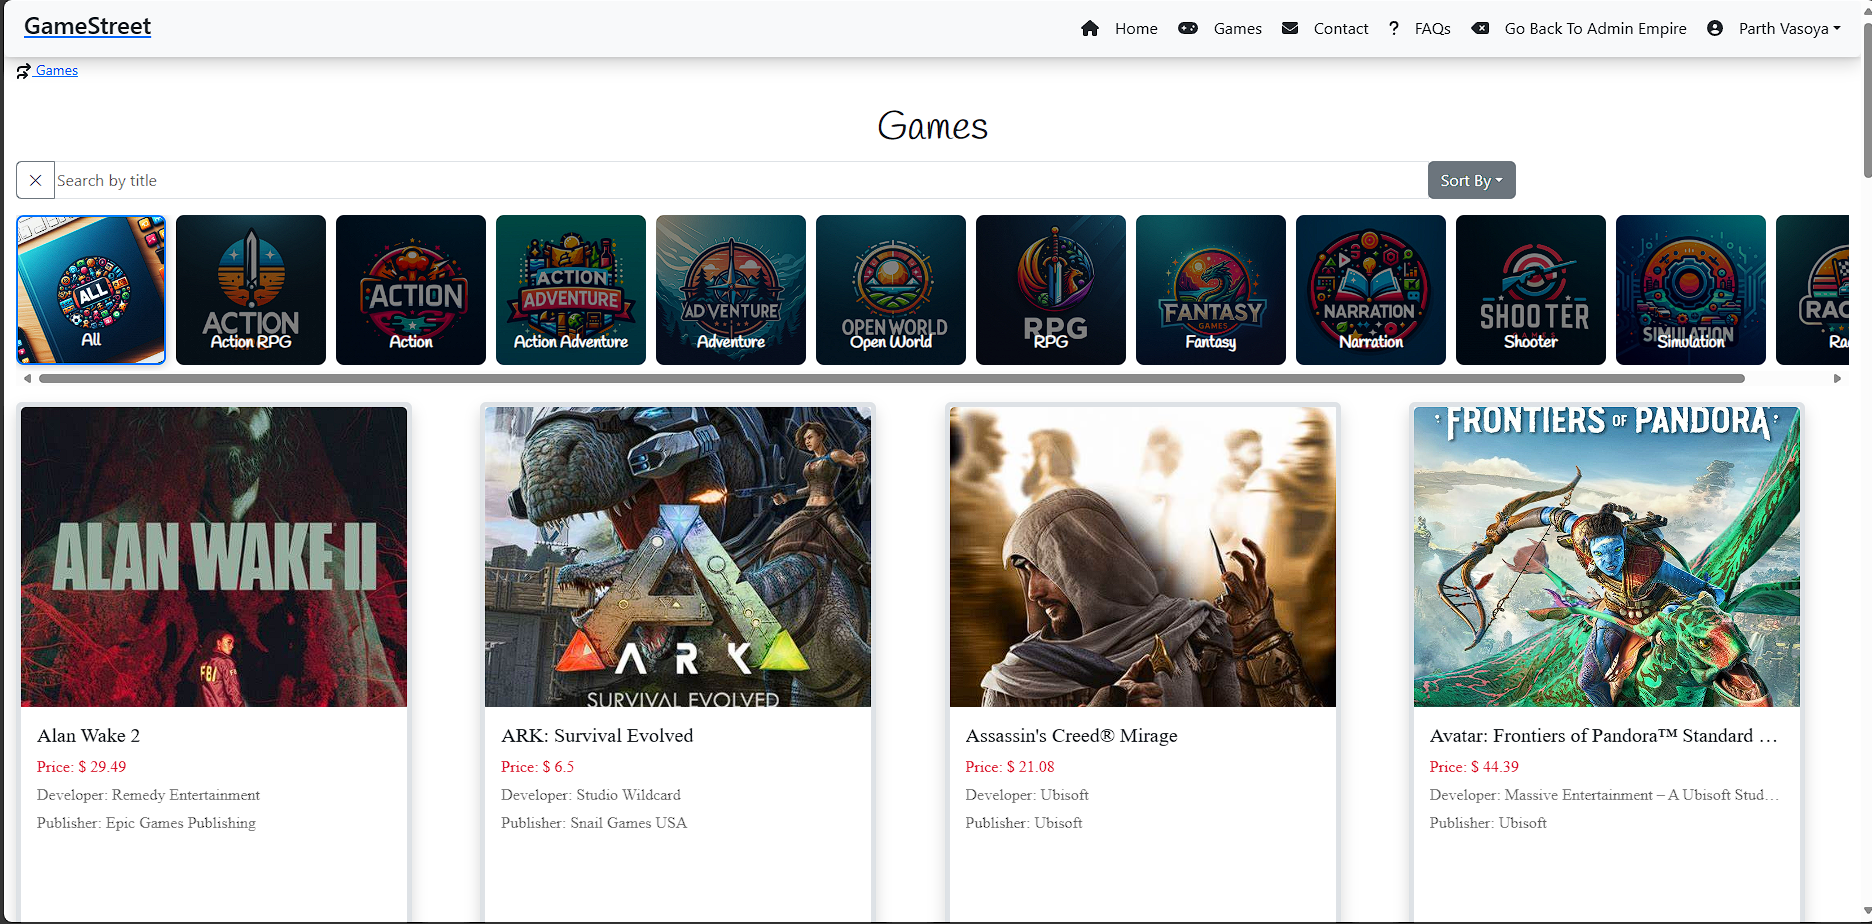 GameStreet
Home
Games
Contact
? FAQs
Go Back To Admin Empire
Parth Vasoya
Games
Games
Search by title
Sort By
ALL
All
ACTION
Action RPG
ACTION
Action
ACTION
ADVENTURE
Action Adventure
ADVENTURE
Adventure
OPEN WORLD
Open World
RPG
RPG
FANTASY
GAMES
Fantasy
NARRATION
Narration
SHOOTER
GAMES
Shooter
SIMULATION
Simulation
RAC
Ra
ALAN WAKE II
FBI
ARK
SURVIVAL EVOLVED
FRONTIERS OF PANDORA
Alan Wake 2
Price: $ 29.49
Developer: Remedy Entertainment
Publisher: Epic Games Publishing
ARK: Survival Evolved
Price: $ 6.5
Developer: Studio Wildcard
Publisher: Snail Games USA
Assassin's Creed® Mirage
Price: $ 21.08
Developer: Ubisoft
Publisher: Ubisoft
Avatar: Frontiers of Pandora™ Standard ...
Price: $ 44.39
Developer: Massive Entertainment – A Ubisoft Stud...
Publisher: Ubisoft